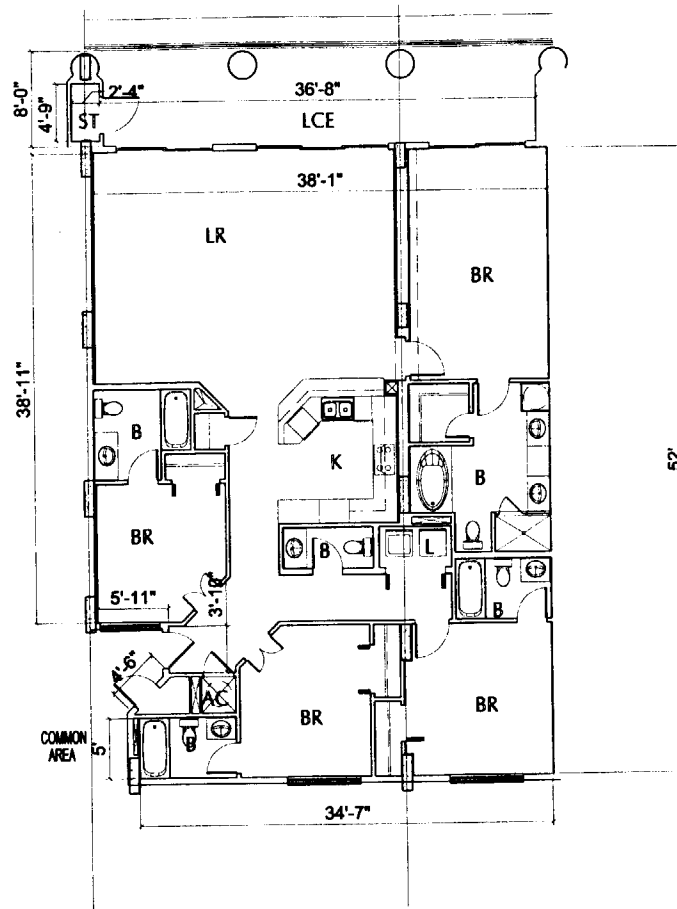 8'-0"
4'-9"
2'-4"
36'-8"
ST
LCE
38'-1"
LR
BR
38'-11"
B
K
B
52'
BR
B
L
5'-11"
3'-10"
B
4'-6"
AC
BR
BR
COMMON
AREA
5'
B
34'-7"